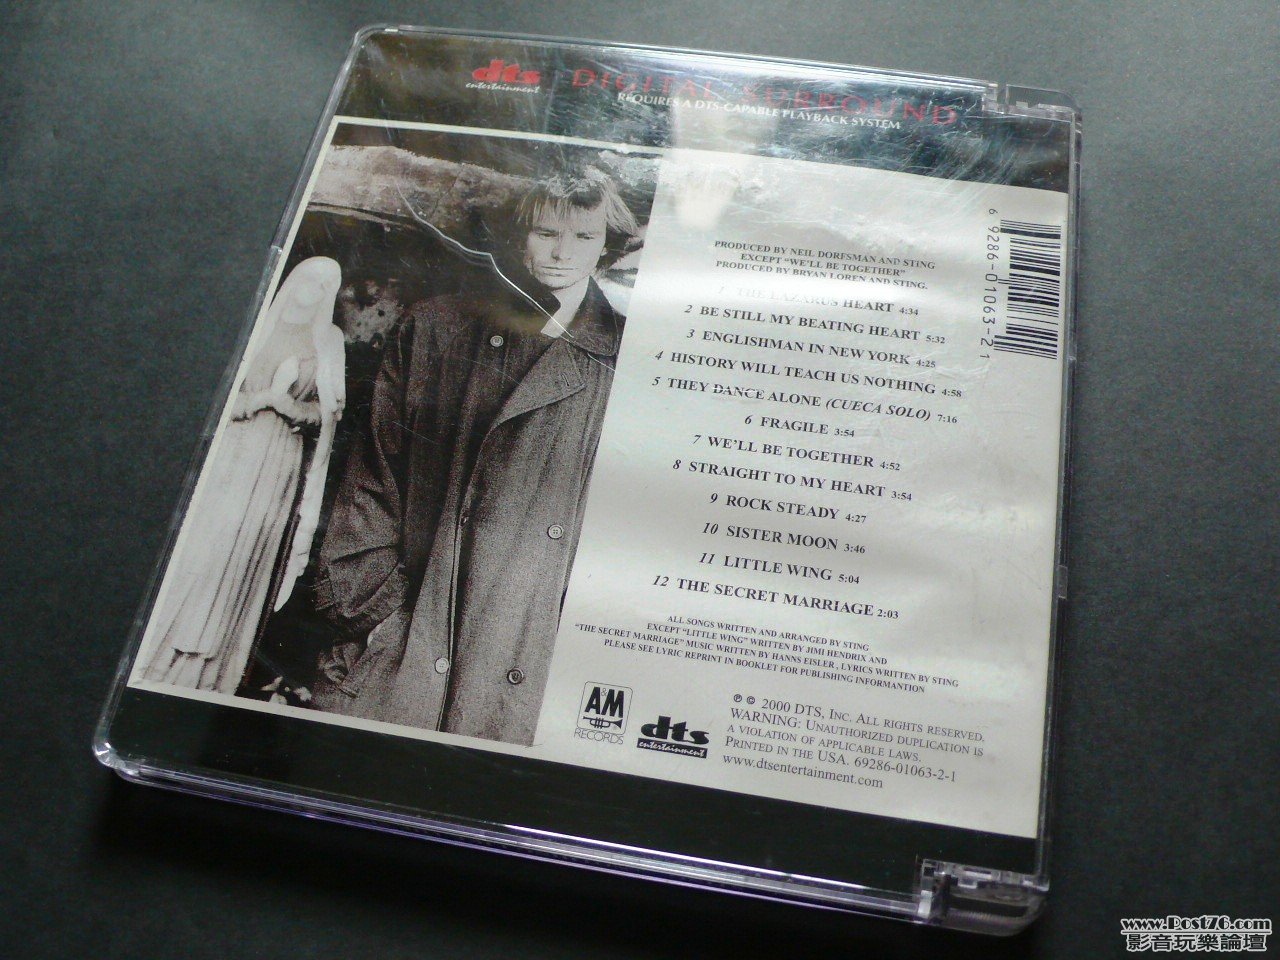 dts
entertainment
DIGITAL SURROUND
REQUIRES A DTS-CAPABLE PLAYBACK SYSTEM
6 9286-01063-2 1
PRODUCED BY NEIL DORFSMAN AND STING
EXCEPT "WE'LL BE TOGETHER"
PRODUCED BY BRYAN LOREN AND STING.
1 THE LAZARUS HEART 4:34
2 BE STILL MY BEATING HEART 5:32
3 ENGLISHMAN IN NEW YORK 4:25
4 HISTORY WILL TEACH US NOTHING 4:58
5 THEY DANCE ALONE (CUECA SOLO) 7:16
6 FRAGILE 3:54
7 WE'LL BE TOGETHER 4:52
8 STRAIGHT TO MY HEART 3:54
9 ROCK STEADY 4:27
10 SISTER MOON 3:46
11 LITTLE WING 5:04
12 THE SECRET MARRIAGE 2:03
ALL SONGS WRITTEN AND ARRANGED BY STING
EXCEPT "LITTLE WING" WRITTEN BY JIMI HENDRIX AND
"THE SECRET MARRIAGE" MUSIC WRITTEN BY HANNS EISLER, LYRICS WRITTEN BY STING
PLEASE SEE LYRIC REPRINT IN BOOKLET FOR PUBLISHING INFORMANTION
A&M
RECORDS
dts
entertainment
℗ © 2000 DTS, INC. ALL RIGHTS RESERVED.
WARNING: UNAUTHORIZED DUPLICATION IS
A VIOLATION OF APPLICABLE LAWS.
PRINTED IN THE USA. 69286-01063-2-1
www.dtsentertainment.com
www.Post76.com
影音玩樂論壇